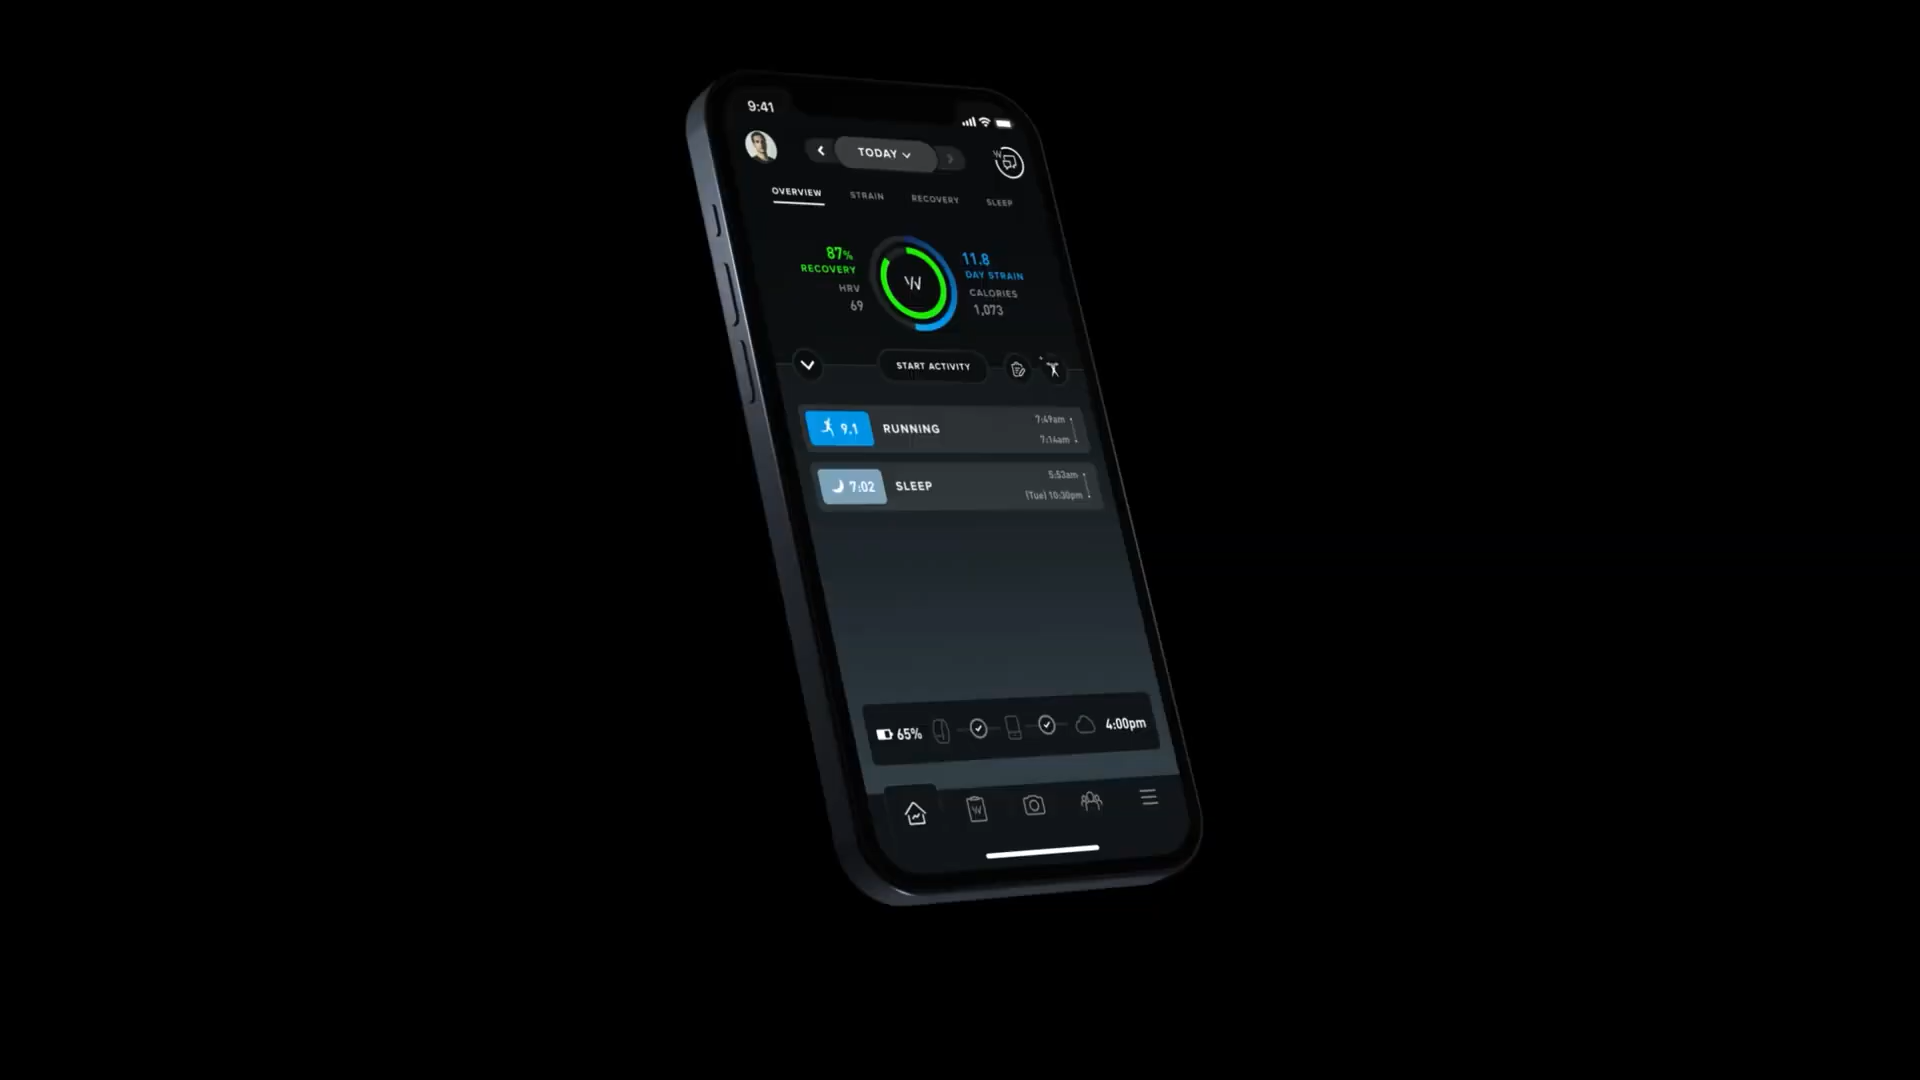 9:41
TODAY
OVERVIEW STRAIN RECOVERY SLEEP
87%
RECOVERY
HRV
69
W
11.8
DAY STRAIN
CALORIES
1,073
START ACTIVITY
9.1 RUNNING 7:49am
7:14am
7:02 SLEEP 5:53am
(Tue) 10:30pm
65% 4:00pm